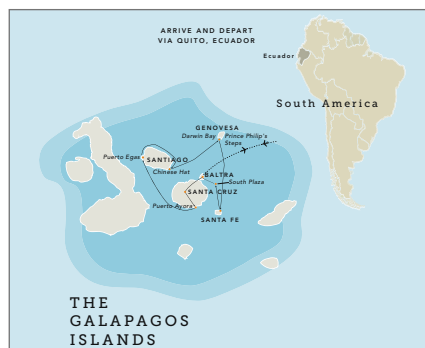 ARRIVE AND DEPART
VIA QUITO, ECUADOR
Ecuador
South America
GENOVESA
Darwin Bay
Prince Philip's
Steps
Puerto Egas
SANTIAGO
Chinese Hat
BALTRA
South Plaza
SANTA CRUZ
Puerto Ayora
SANTA FE
THE
GALAPAGOS
ISLANDS